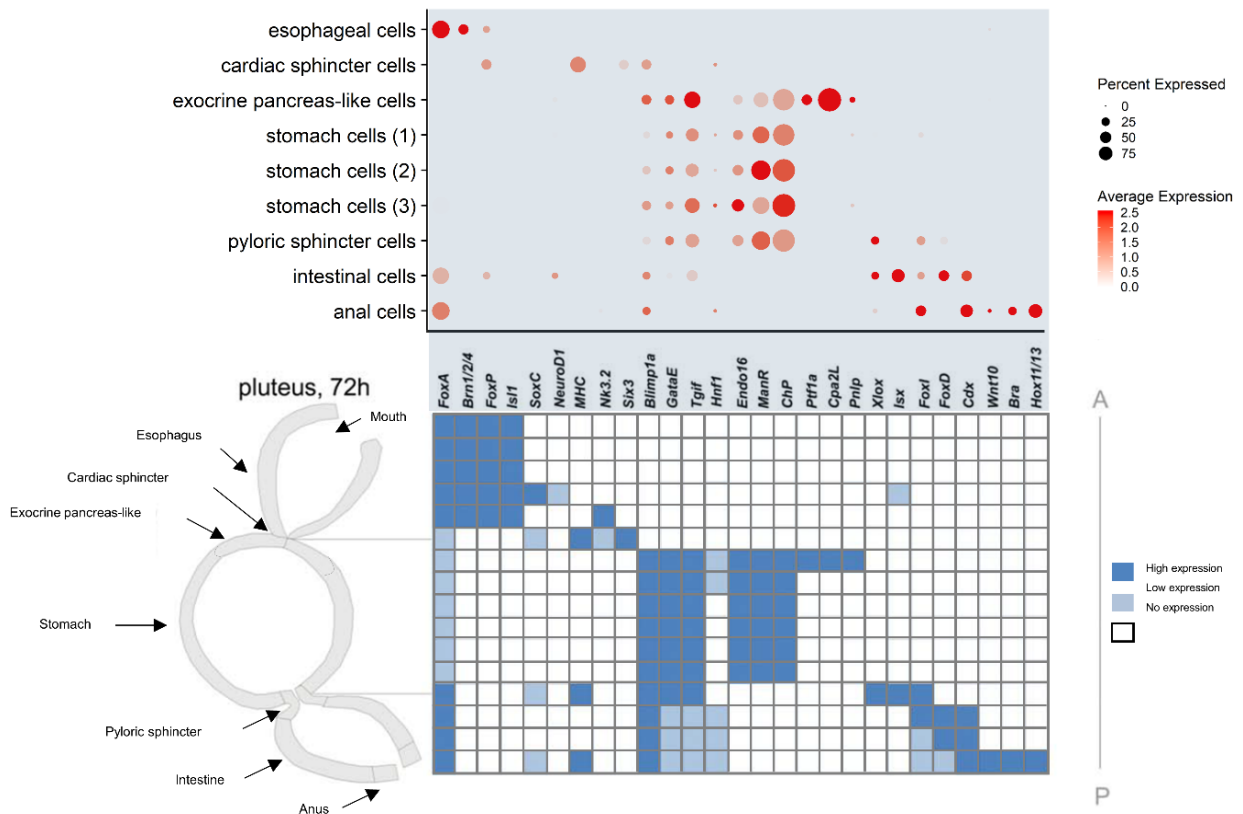 esophageal cells
cardiac sphincter cells
exocrine pancreas-like cells
stomach cells (1)
stomach cells (2)
stomach cells (3)
pyloric sphincter cells
intestinal cells
anal cells
Percent Expressed
0
25
50
75
Average Expression
2.5
2.0
1.5
1.0
0.5
0.0
FoxA
Brn1/2/4
FoxP
Isl1
SoxC
NeuroD1
MHC
Nk3.2
Six3
Blimp1a
GataE
Tgif
Hnf1
Endo16
ManR
ChP
Ptf1a
Cpa2L
Pnlp
Xlox
Isx
FoxI
FoxD
Cdx
Wnt10
Bra
Hox11/13
pluteus, 72h
Mouth
Esophagus
Cardiac sphincter
Exocrine pancreas-like
Stomach
Pyloric sphincter
Intestine
Anus
A
High expression
Low expression
No expression
P